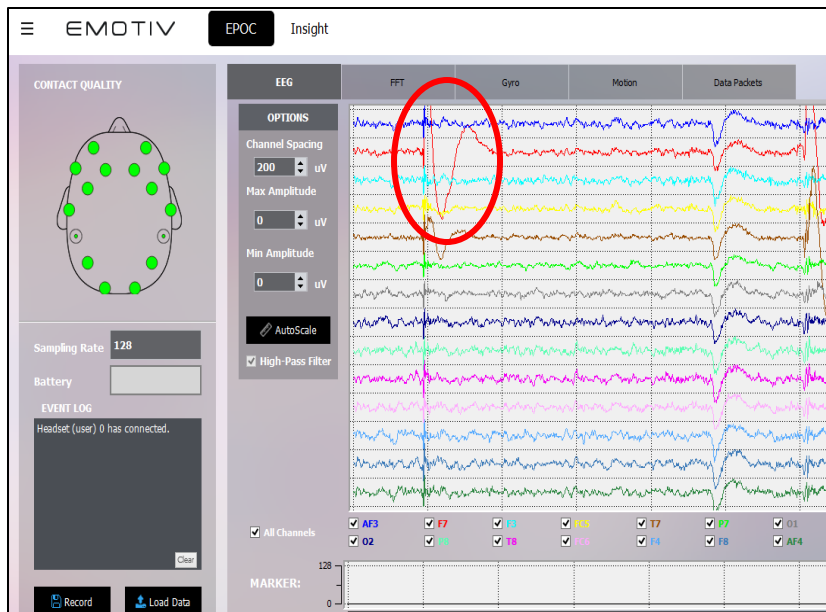 ☰ EMOTIV EPOC Insight
CONTACT QUALITY
EEG FFT Gyro Motion Data Packets
OPTIONS
Channel Spacing
200 uV
Max Amplitude
0 uV
Min Amplitude
0 uV
AutoScale
High-Pass Filter
Sampling Rate 128
Battery
EVENT LOG
Headset (user) 0 has connected.
Clear
Record Load Data
All Channels
AF3 F7 F3 FC5 T7 P7 O1
O2 P8 T8 FC6 F4 F8 AF4
MARKER:
128
0